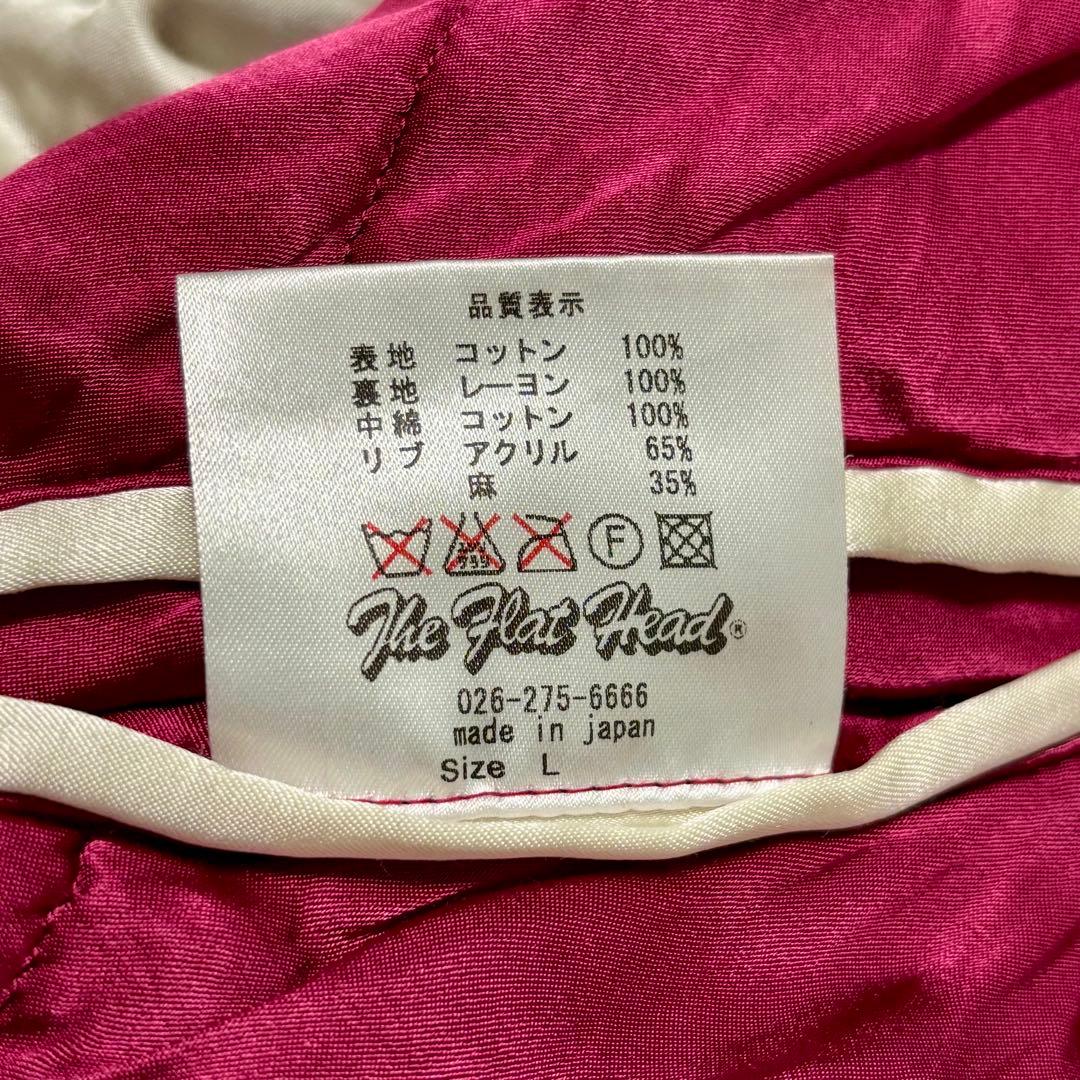 品質表示
表地 コットン 100%
裏地 レーヨン 100%
中綿 コットン 100%
リブ アクリル 65%
麻 35%
F
The Flat Head®
026-275-6666
made in japan
Size L